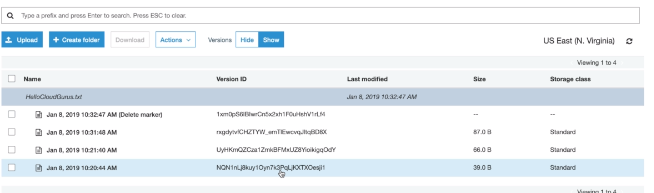 Type a prefix and press Enter to search. Press ESC to clear.
Upload + Create folder Download Actions Versions Hide Show US East (N. Virginia)
Viewing 1 to 4
Name Version ID Last modified Size Storage class
HelloCloudGurus.txt Jan 8, 2019 10:32:47 AM
Jan 8, 2019 10:32:47 AM (Delete marker) -- --
Jan 8, 2019 10:31:48 AM 87.0 B Standard
Jan 8, 2019 10:21:40 AM 66.0 B Standard
Jan 8, 2019 10:20:44 AM 39.0 B Standard
Viewing 1 to 4